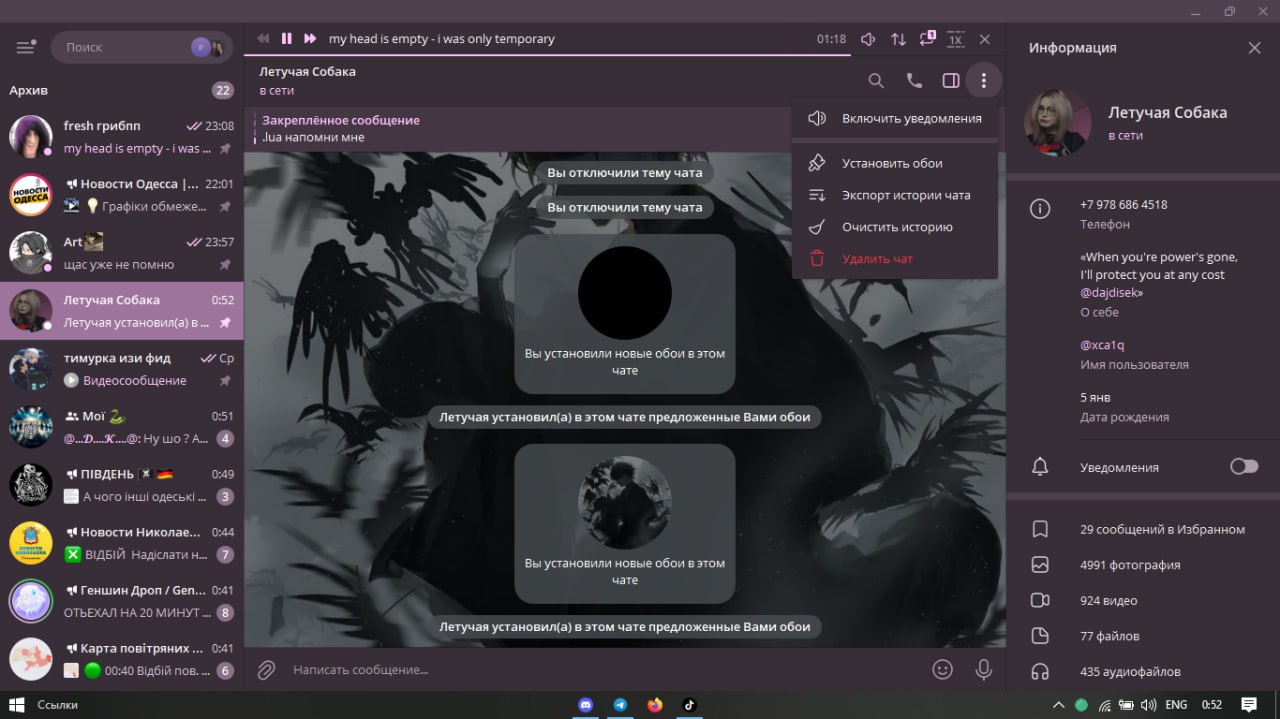 Поиск
P
Архив
22
fresh грибпп
23:08
my head is empty - i was ...
НОВОСТИ
ОДЕССА
Новости Одесса |...
22:01
Графіки обмеже...
Art
23:57
щас уже не помню
Летучая Собака
0:52
Летучая установил(а) в ...
тимурка изи фид
Ср
Видеосообщение
Мої
0:51
@...𝓓....𝓚....@: Ну шо ? А...
4
ПІВДЕНЬ
0:49
А чого інші одеські ...
3
Новости Николае...
0:44
ВІДБІЙ Надіслати н...
7
Геншин Дроп / Gen...
0:41
ОТЬЕХАЛ НА 20 МИНУТ ...
8
Карта повітряних ...
0:41
00:40 Відбій пов. ...
6
my head is empty - i was only temporary
01:18
1
1X
Летучая Собака
в сети
Закреплённое сообщение
.lua напомни мне
Включить уведомления
Установить обои
Экспорт истории чата
Очистить историю
Удалить чат
Вы отключили тему чата
Вы отключили тему чата
Вы установили новые обои в этом
чате
Летучая установил(а) в этом чате предложенные Вами обои
Вы установили новые обои в этом
чате
Летучая установил(а) в этом чате предложенные Вами обои
Написать сообщение...
Информация
Летучая Собака
в сети
+7 978 686 4518
Телефон
«When you're power's gone,
I'll protect you at any cost
@dajdisek»
О себе
@xca1q
Имя пользователя
5 янв
Дата рождения
Уведомления
29 сообщений в Избранном
4991 фотография
924 видео
77 файлов
435 аудиофайлов
Ссылки
ENG
0:52